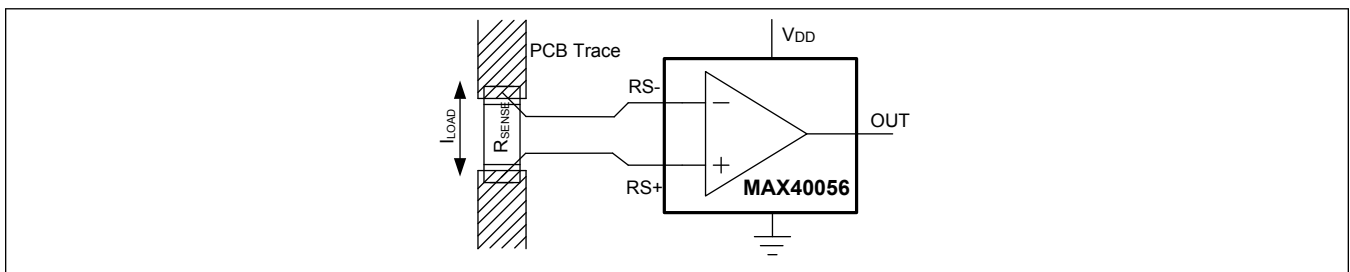 VDD
PCB Trace
RS-
ILOAD
RSENSE
OUT
RS+
MAX40056